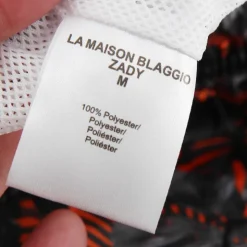 LA MAISON BLAGGIO
ZADY
M
100% Polyester/
Polyester/
Poliéster/
Poliéster